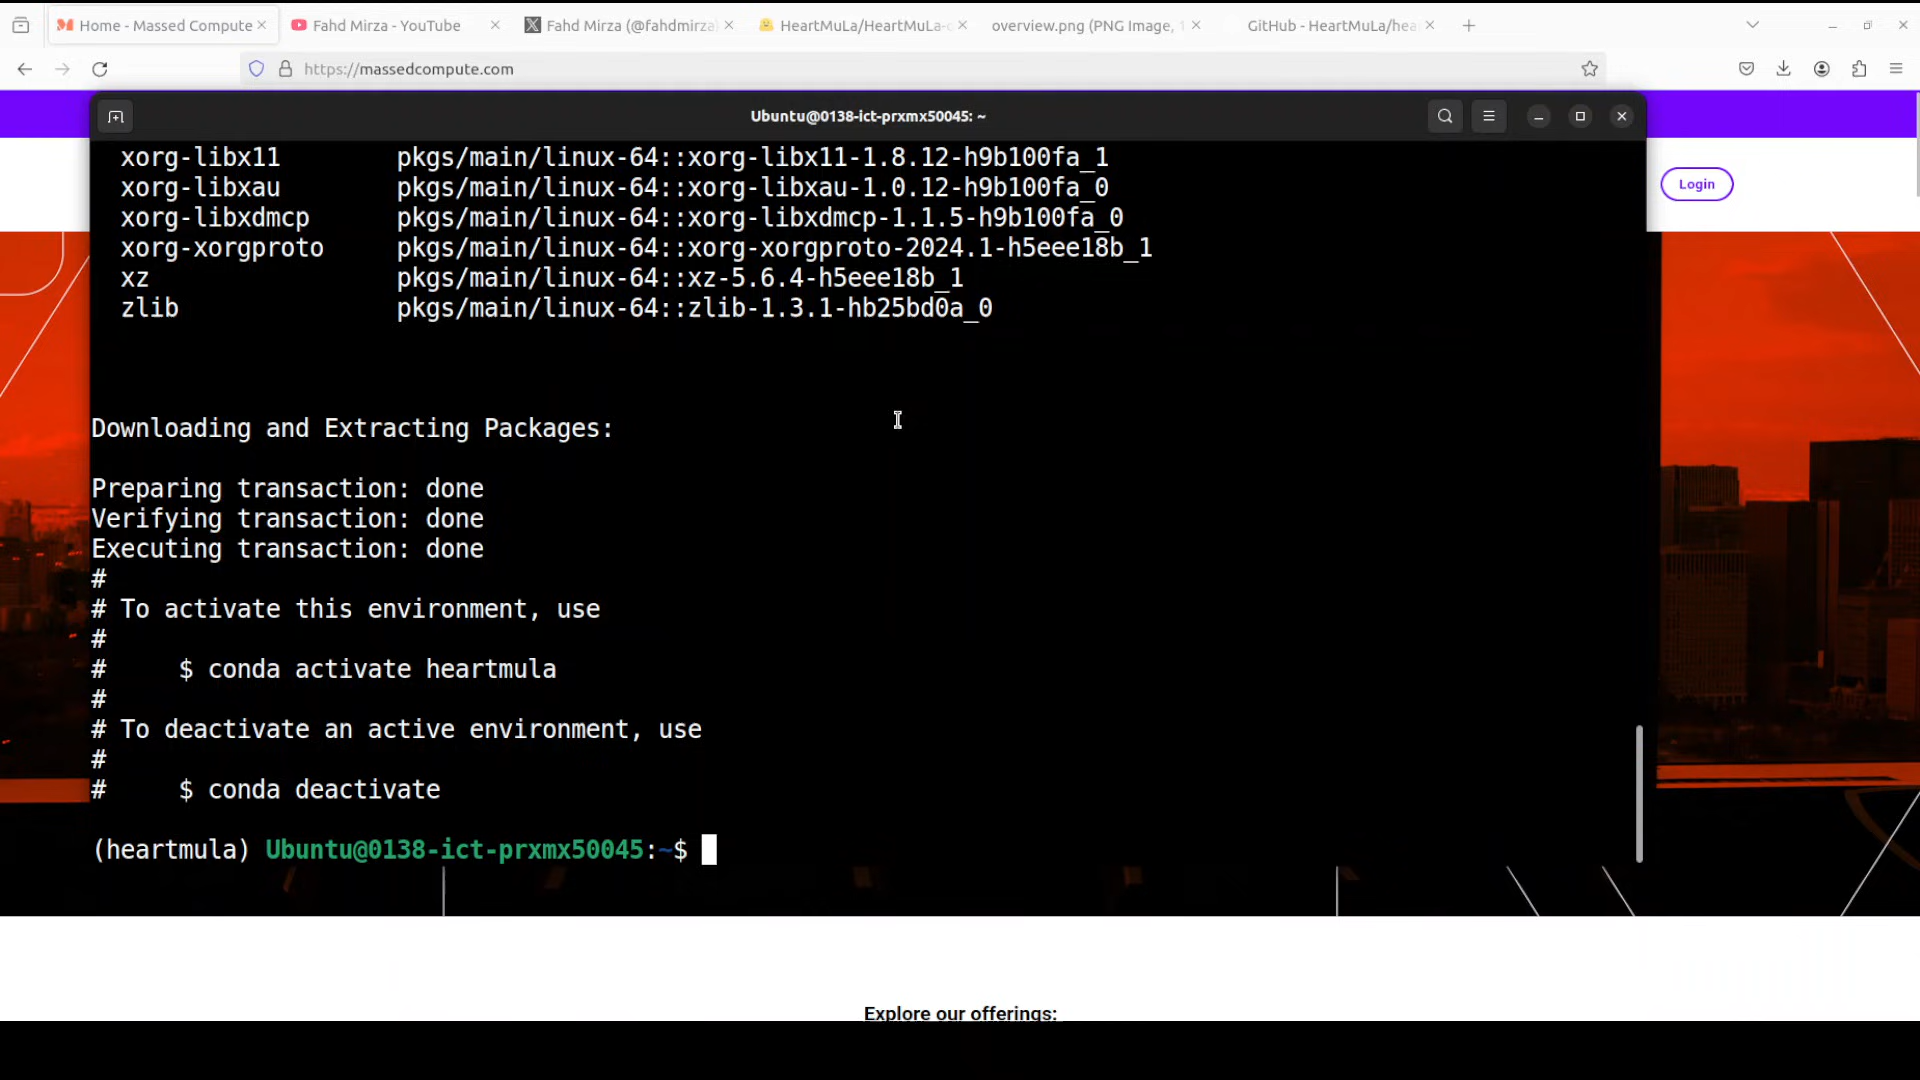 Home - Massed Compute
Fahd Mirza - YouTube
Fahd Mirza (@fahdmirza)
HeartMuLa/HeartMuLa-o
overview.png (PNG Image, 1
GitHub - HeartMuLa/hear
https://massedcompute.com
Ubuntu@0138-ict-prxmx50045: ~
Login
xorg-libx11 pkgs/main/linux-64::xorg-libx11-1.8.12-h9b100fa_1
xorg-libxau pkgs/main/linux-64::xorg-libxau-1.0.12-h9b100fa_0
xorg-libxdmcp pkgs/main/linux-64::xorg-libxdmcp-1.1.5-h9b100fa_0
xorg-xorgproto pkgs/main/linux-64::xorg-xorgproto-2024.1-h5eee18b_1
xz pkgs/main/linux-64::xz-5.6.4-h5eee18b_1
zlib pkgs/main/linux-64::zlib-1.3.1-hb25bd0a_0
Downloading and Extracting Packages:
Preparing transaction: done
Verifying transaction: done
Executing transaction: done
#
# To activate this environment, use
#
# $ conda activate heartmula
#
# To deactivate an active environment, use
#
# $ conda deactivate
(heartmula) Ubuntu@0138-ict-prxmx50045:~$
Explore our offerings: